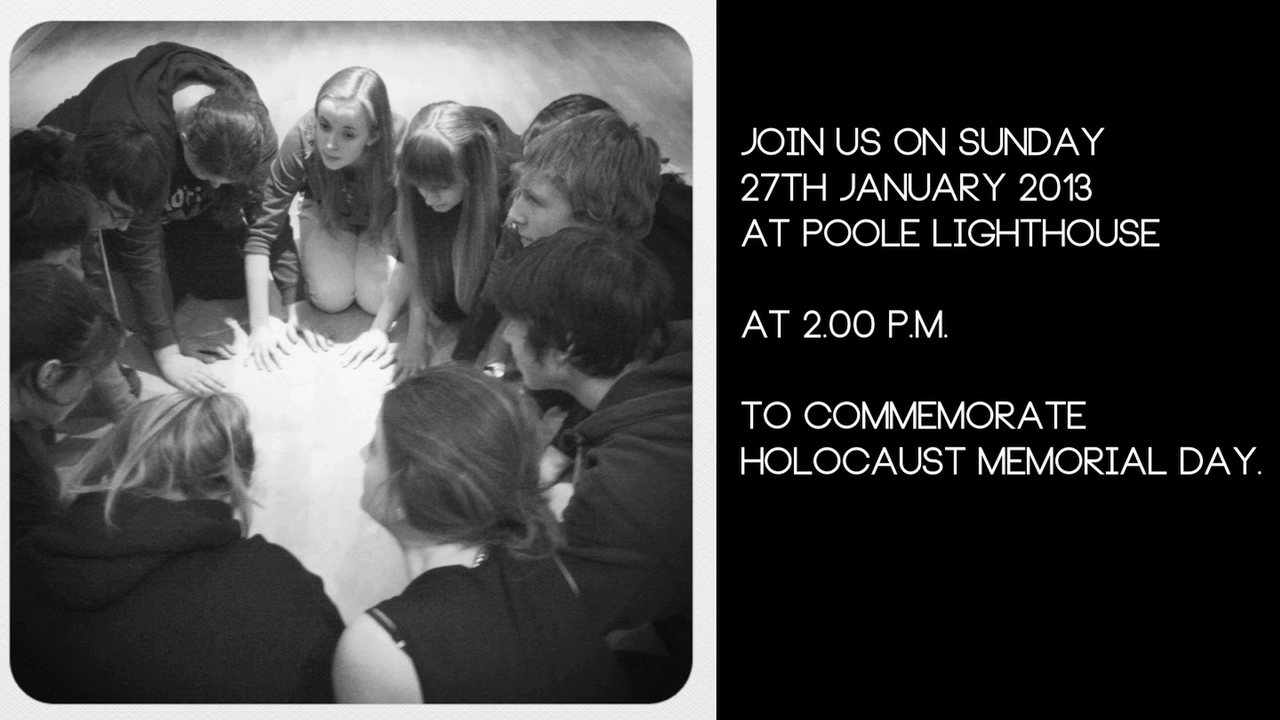 JOIN US ON SUNDAY
27TH JANUARY 2013
AT POOLE LIGHTHOUSE
AT 2.00 P.M.
TO COMMEMORATE
HOLOCAUST MEMORIAL DAY.